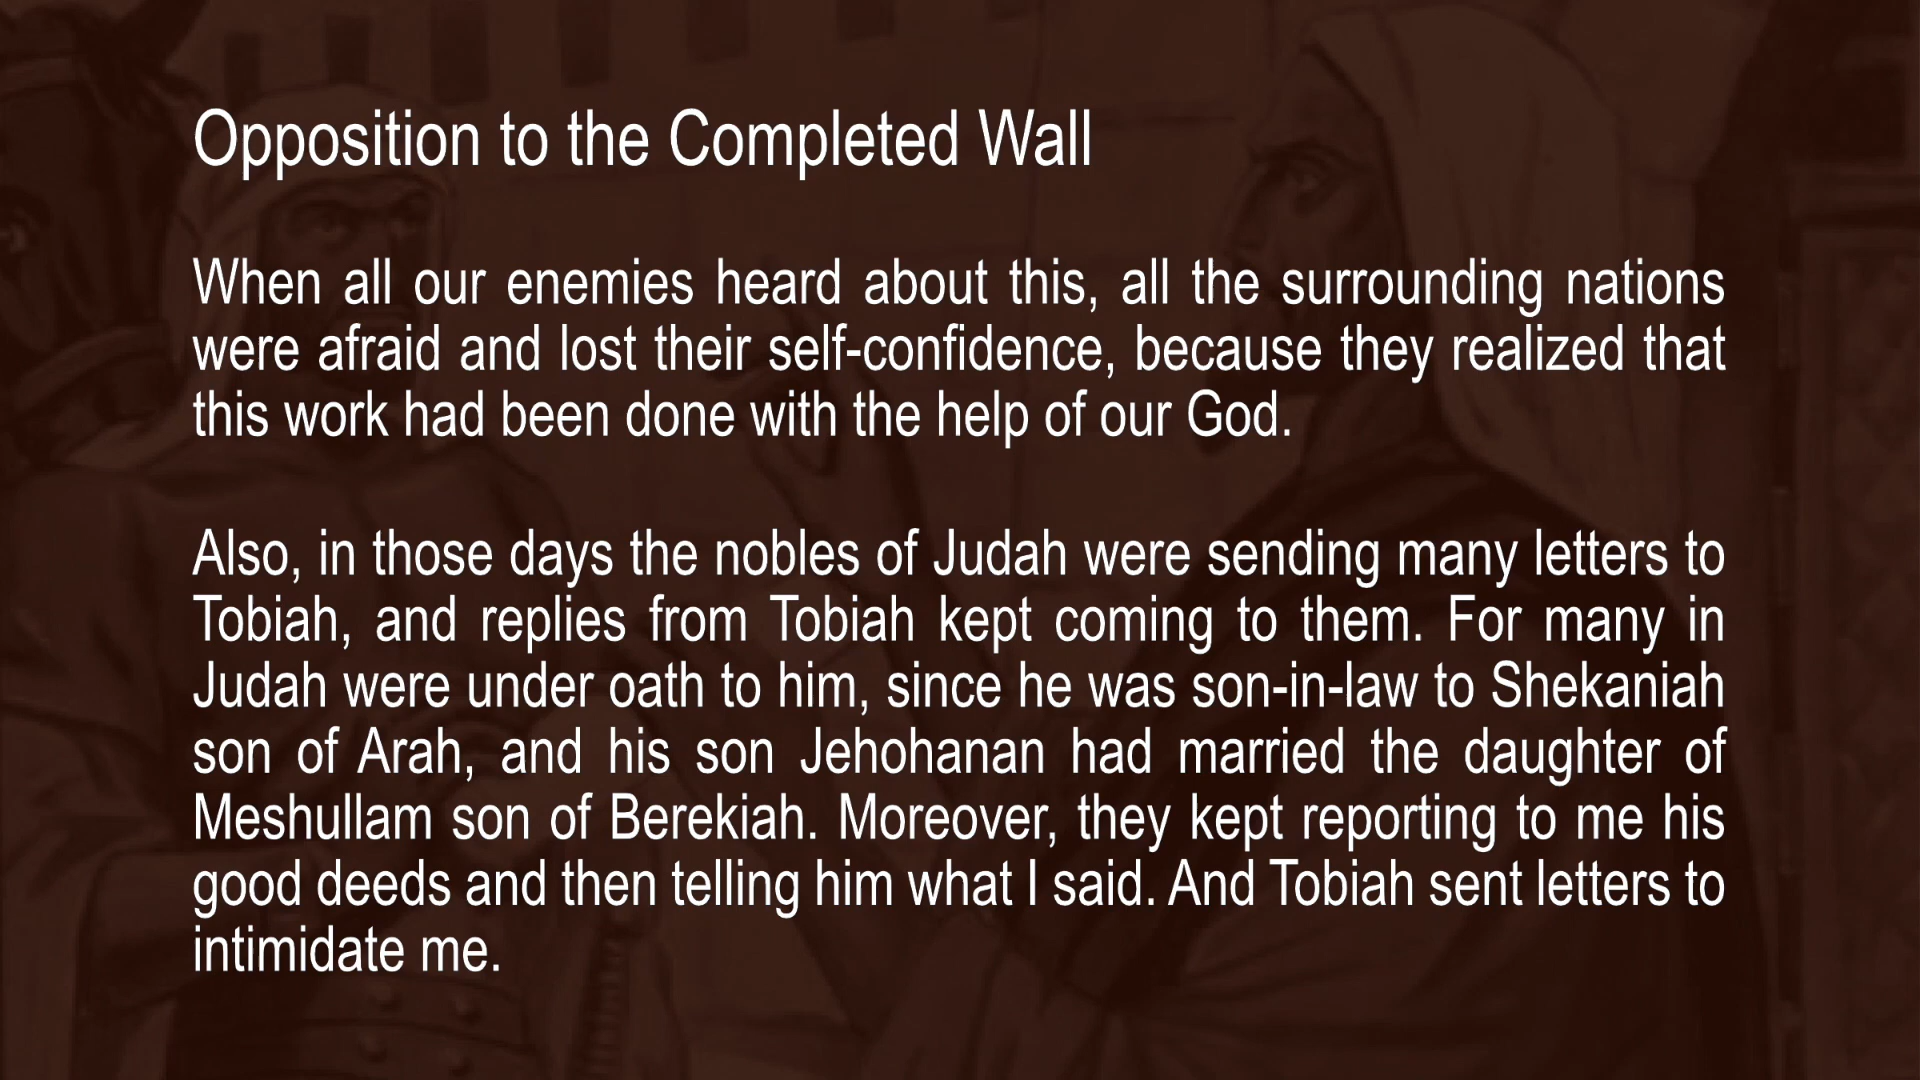 Opposition to the Completed Wall
When all our enemies heard about this, all the surrounding nations
were afraid and lost their self-confidence, because they realized that
this work had been done with the help of our God.
Also, in those days the nobles of Judah were sending many letters to
Tobiah, and replies from Tobiah kept coming to them. For many in
Judah were under oath to him, since he was son-in-law to Shekaniah
son of Arah, and his son Jehohanan had married the daughter of
Meshullam son of Berekiah. Moreover, they kept reporting to me his
good deeds and then telling him what I said. And Tobiah sent letters to
intimidate me.